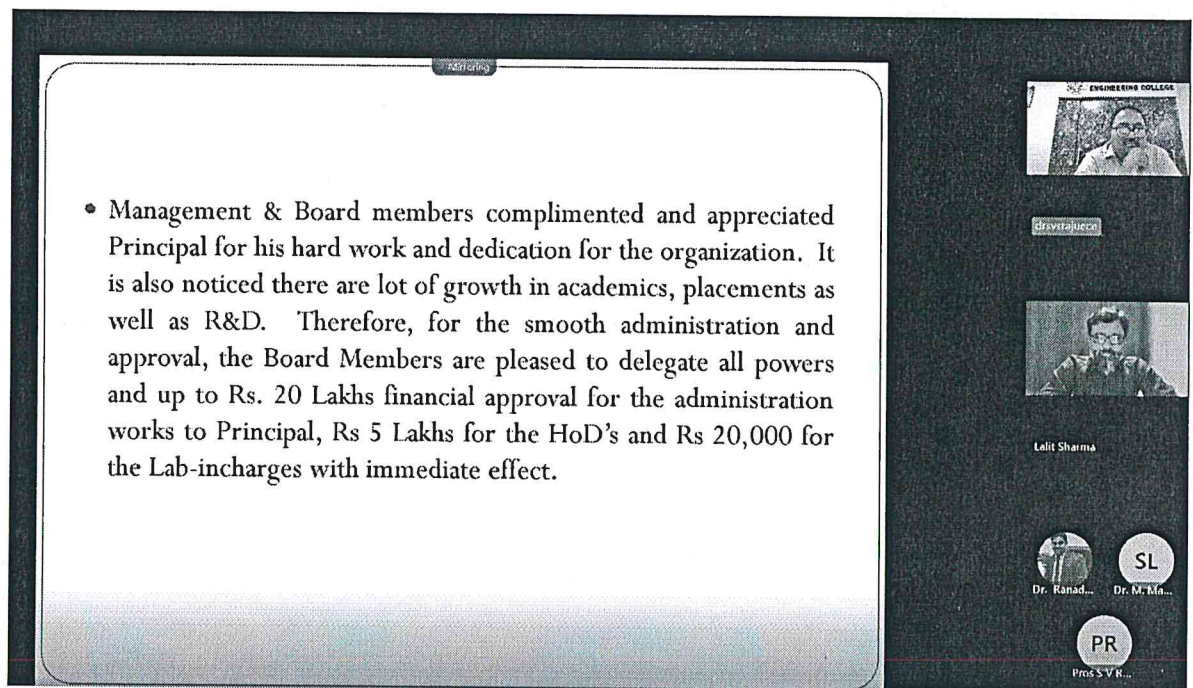 Mirroring
• Management & Board members complimented and appreciated
Principal for his hard work and dedication for the organization. It
is also noticed there are lot of growth in academics, placements as
well as R&D. Therefore, for the smooth administration and
approval, the Board Members are pleased to delegate all powers
and up to Rs. 20 Lakhs financial approval for the administration
works to Principal, Rs 5 Lakhs for the HoD's and Rs 20,000 for
the Lab-incharges with immediate effect.
ENGINEERING COLLEGE
drsvsrajuece
Lalit Sharma
SL
Dr. Ranad... Dr. M. Ma...
PR
Pros S V R...